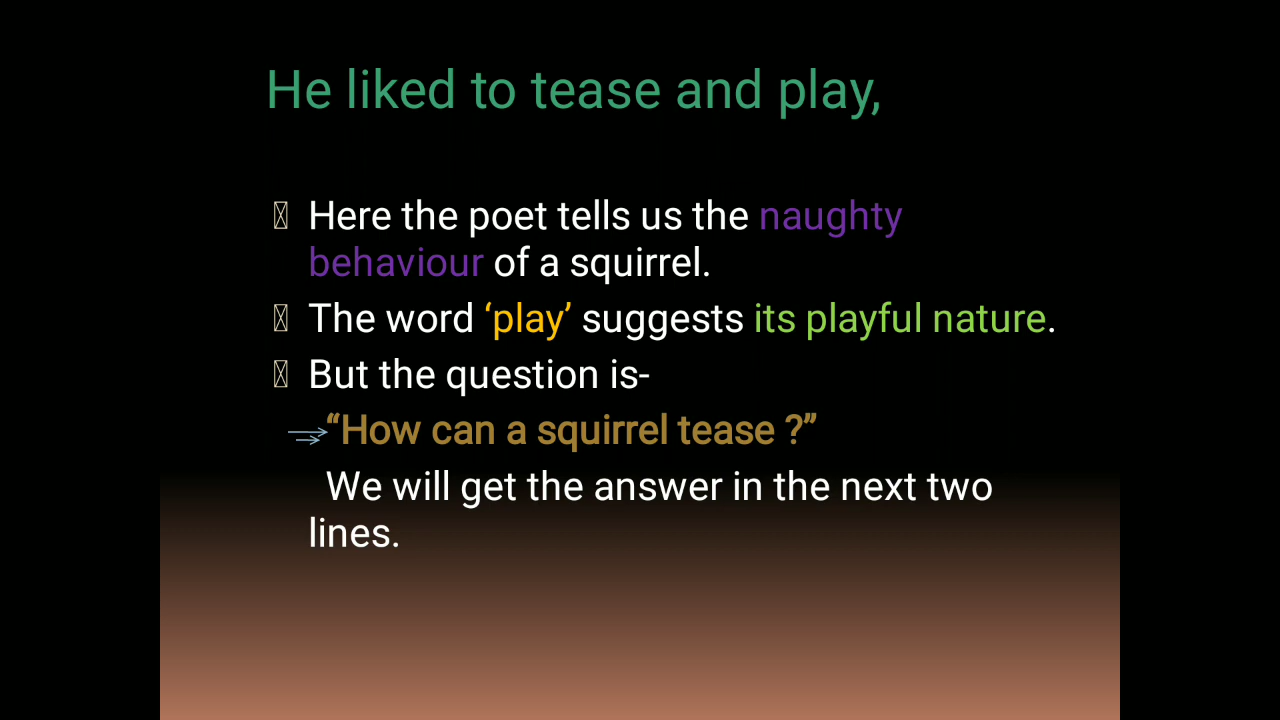 He liked to tease and play,
Here the poet tells us the naughty
behaviour of a squirrel.
The word ‘play’ suggests its playful nature.
But the question is-
“How can a squirrel tease ?”
We will get the answer in the next two
lines.